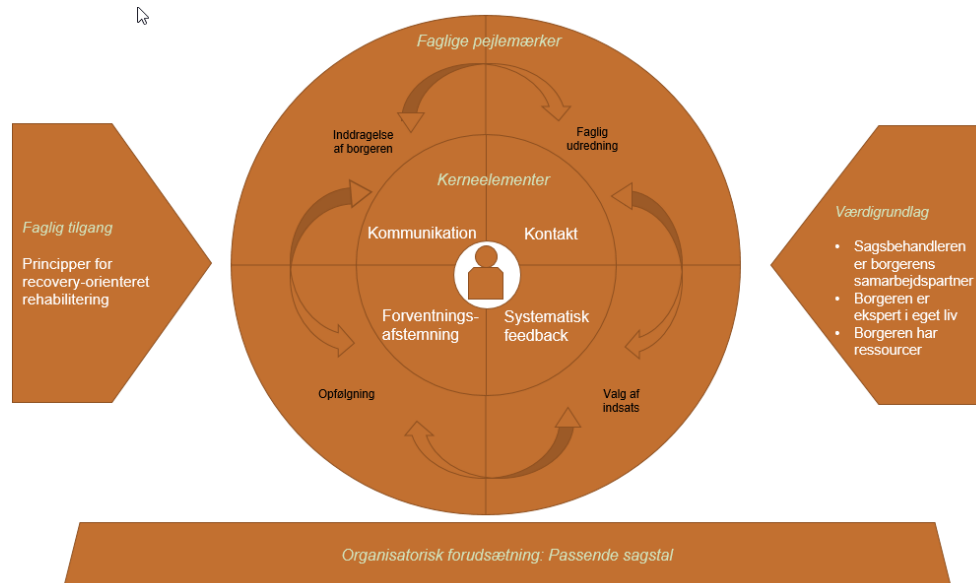 Faglige pejlemærker
Inddragelse
af borgeren
Faglig
udredning
Kerneelementer
Kommunikation
Kontakt
Forventnings-
afstemning
Systematisk
feedback
Opfølgning
Valg af
indsats
Faglig tilgang
Principper for
recovery-orienteret
rehabilitering
Værdigrundlag
• Sagsbehandleren
er borgerens
samarbejdspartner
• Borgeren er
ekspert i eget liv
• Borgeren har
ressourcer
Organisatorisk forudsætning: Passende sagstal